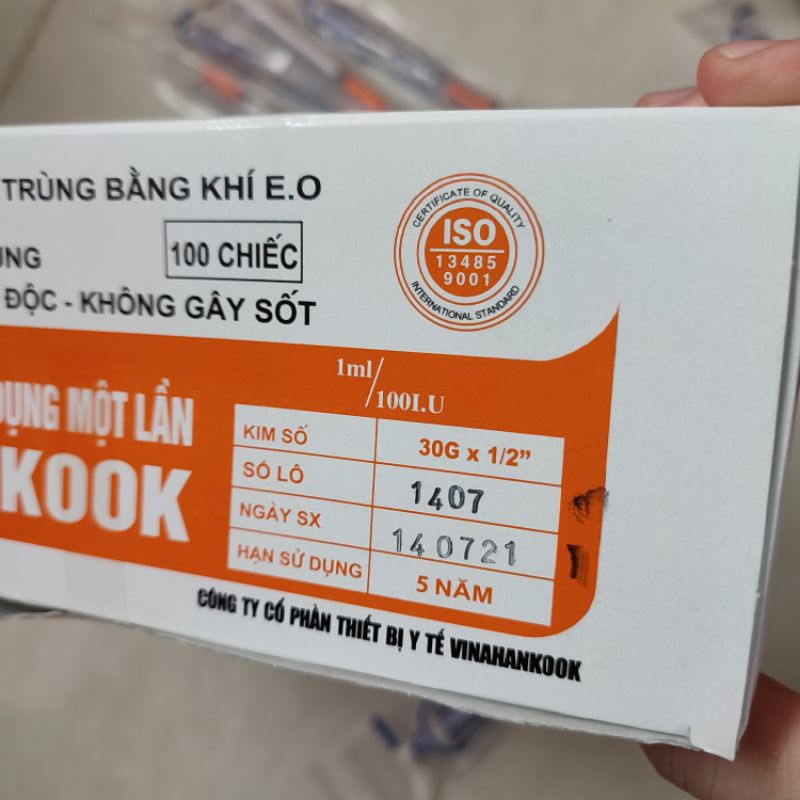 TRÙNG BẰNG KHÍ E.O
100 CHIẾC
ĐỘC - KHÔNG GÂY SỐT
CERTIFICATE OF QUALITY
ISO
13485
9001
INTERNATIONAL STANDARD
1ml/100I.U
DỤNG MỘT LẦN
KOOK
KIM SỐ 30G x 1/2”
SỐ LÔ 1407
NGÀY SX 140721
HẠN SỬ DỤNG 5 NĂM
CÔNG TY CỔ PHẦN THIẾT BỊ Y TẾ VINAHANKOOK